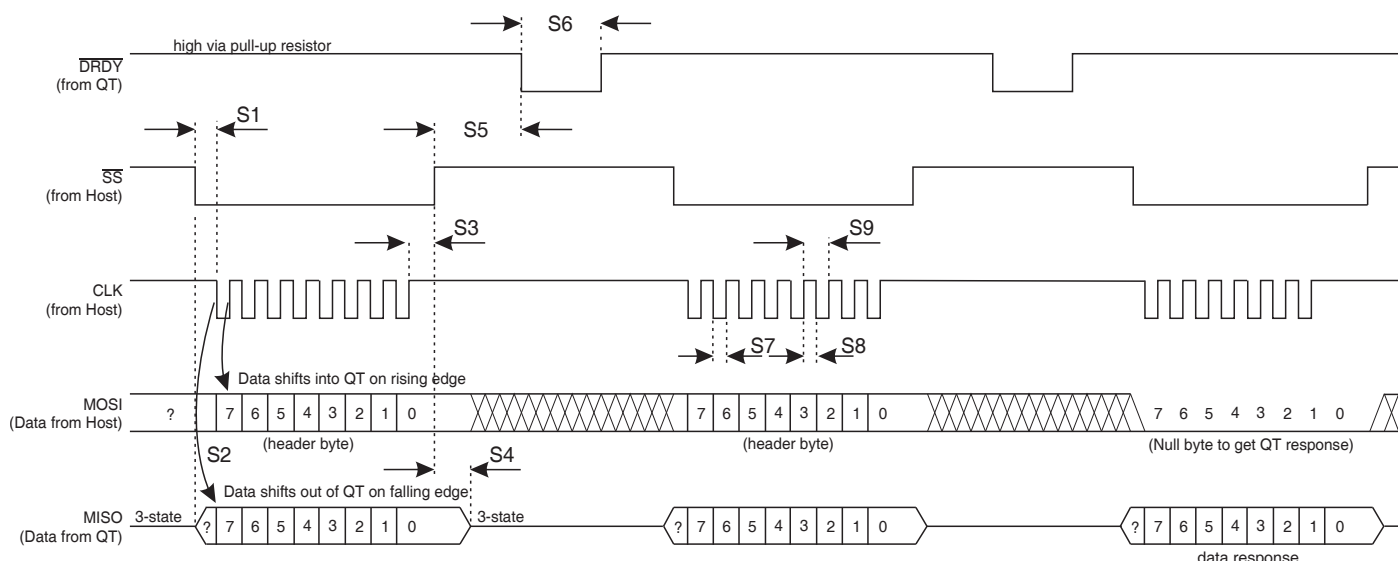 S6
high via pull-up resistor
DRDY
(from QT)
S1
S5
SS
(from Host)
S3
S9
CLK
(from Host)
S7
S8
Data shifts into QT on rising edge
MOSI
(Data from Host)
? 7 6 5 4 3 2 1 0
7 6 5 4 3 2 1 0
7 6 5 4 3 2 1 0
(header byte)
(header byte)
(Null byte to get QT response)
S2
S4
Data shifts out of QT on falling edge
MISO
(Data from QT)
3-state
? 7 6 5 4 3 2 1 0
3-state
? 7 6 5 4 3 2 1 0
? 7 6 5 4 3 2 1 0
data response